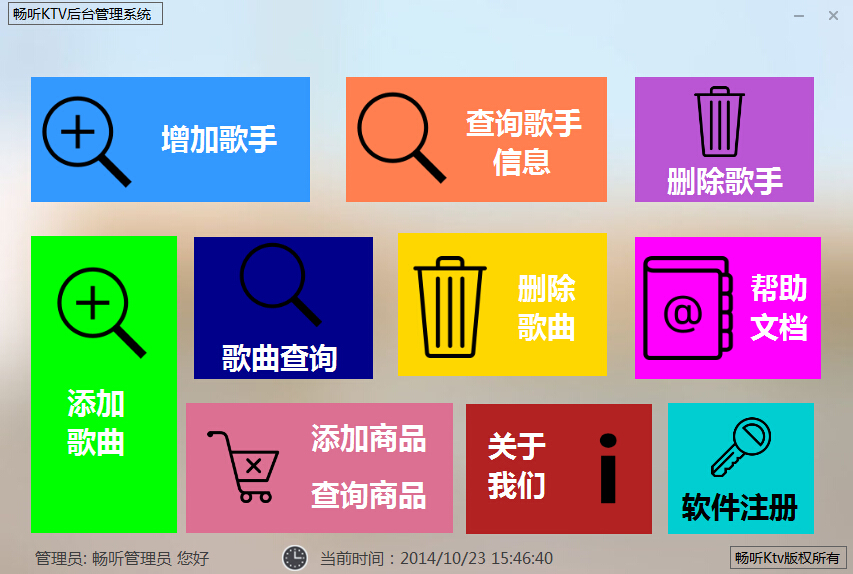 畅听KTV后台管理系统
增加歌手
查询歌手
信息
删除歌手
添加
歌曲
歌曲查询
删除
歌曲
@
帮助
文档
添加商品
查询商品
关于
我们
软件注册
管理员: 畅听管理员 您好
当前时间：2014/10/23 15:46:40
畅听Ktv版权所有